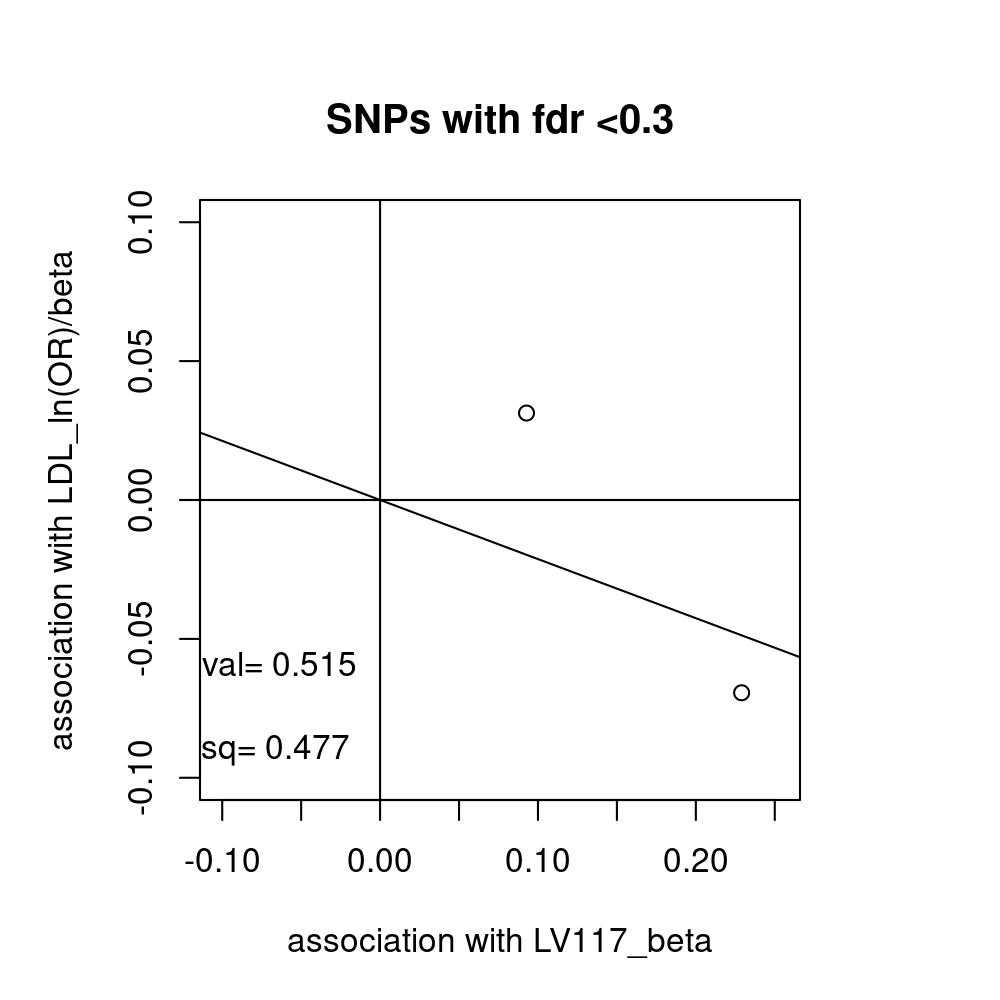 SNPs with fdr <0.3
association with LDL_ln(OR)/beta
0.10
0.05
0.00
-0.05
-0.10
val= 0.515
sq= 0.477
-0.10 0.00 0.10 0.20
association with LV117_beta